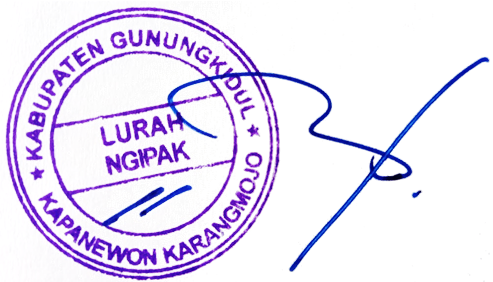 KABUPATEN GUNUNGKIDUL
LURAH
NGIPAK
KAPANEWON KARANGMOJO